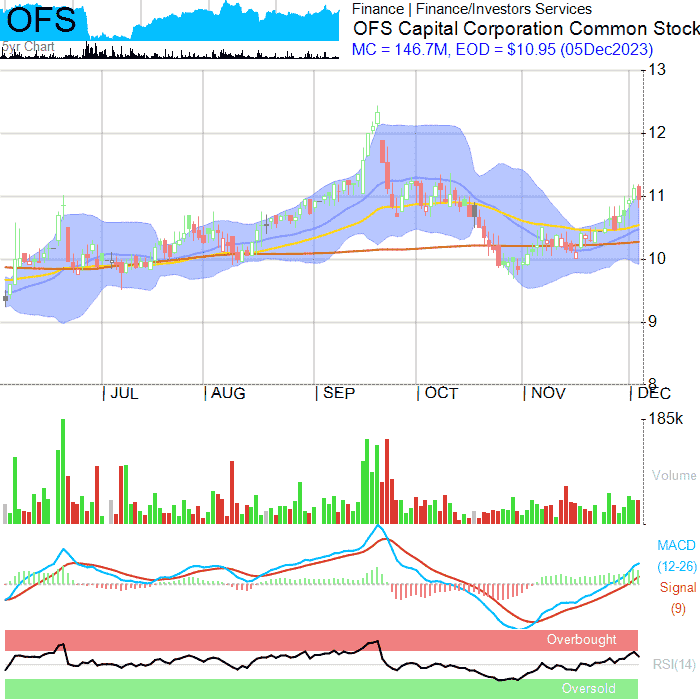 OFS
5yr Chart
Finance | Finance/Investors Services
OFS Capital Corporation Common Stock
MC = 146.7M, EOD = $10.95 (05Dec2023)
13
12
11
10
9
8
| JUL | AUG | SEP | OCT | NOV | DEC
185k
Volume
MACD
(12-26)
Signal
(9)
Overbought
RSI(14)
Oversold